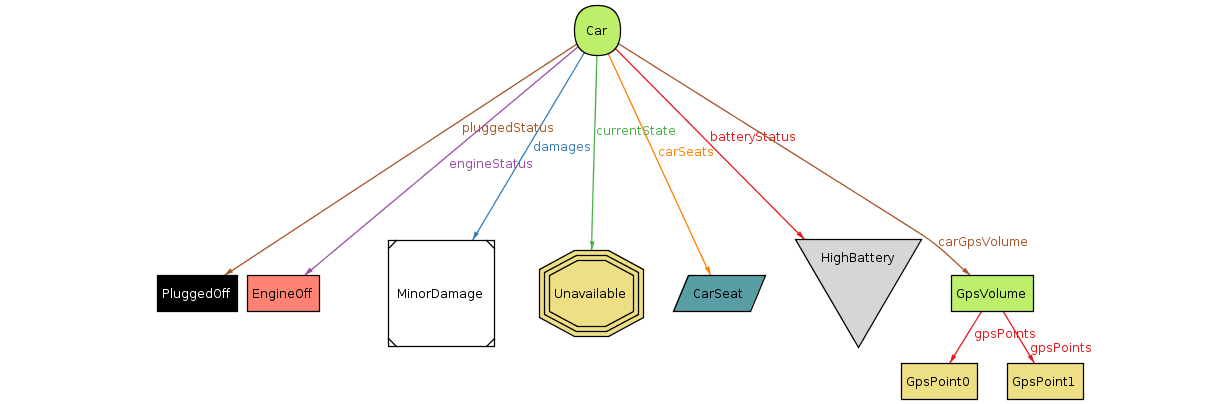 Car
pluggedStatus
currentState
batteryStatus
damages
carSeats
engineStatus
carGpsVolume
HighBattery
PluggedOff
EngineOff
MinorDamage
Unavailable
CarSeat
GpsVolume
gpsPoints
gpsPoints
GpsPoint0
GpsPoint1